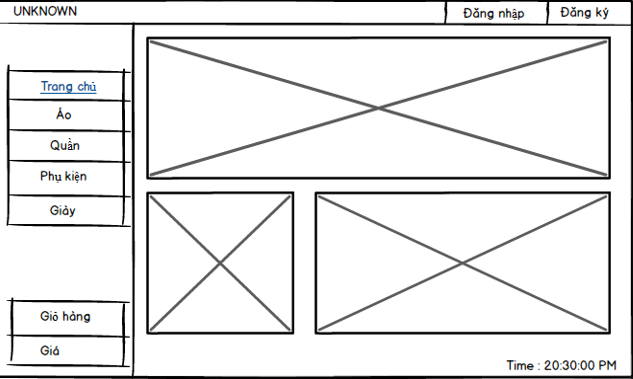 UNKNOWN
Đăng nhập
Đăng ký
Trang chủ
Áo
Quần
Phụ kiện
Giày
Giỏ hàng
Giá
Time : 20:30:00 PM